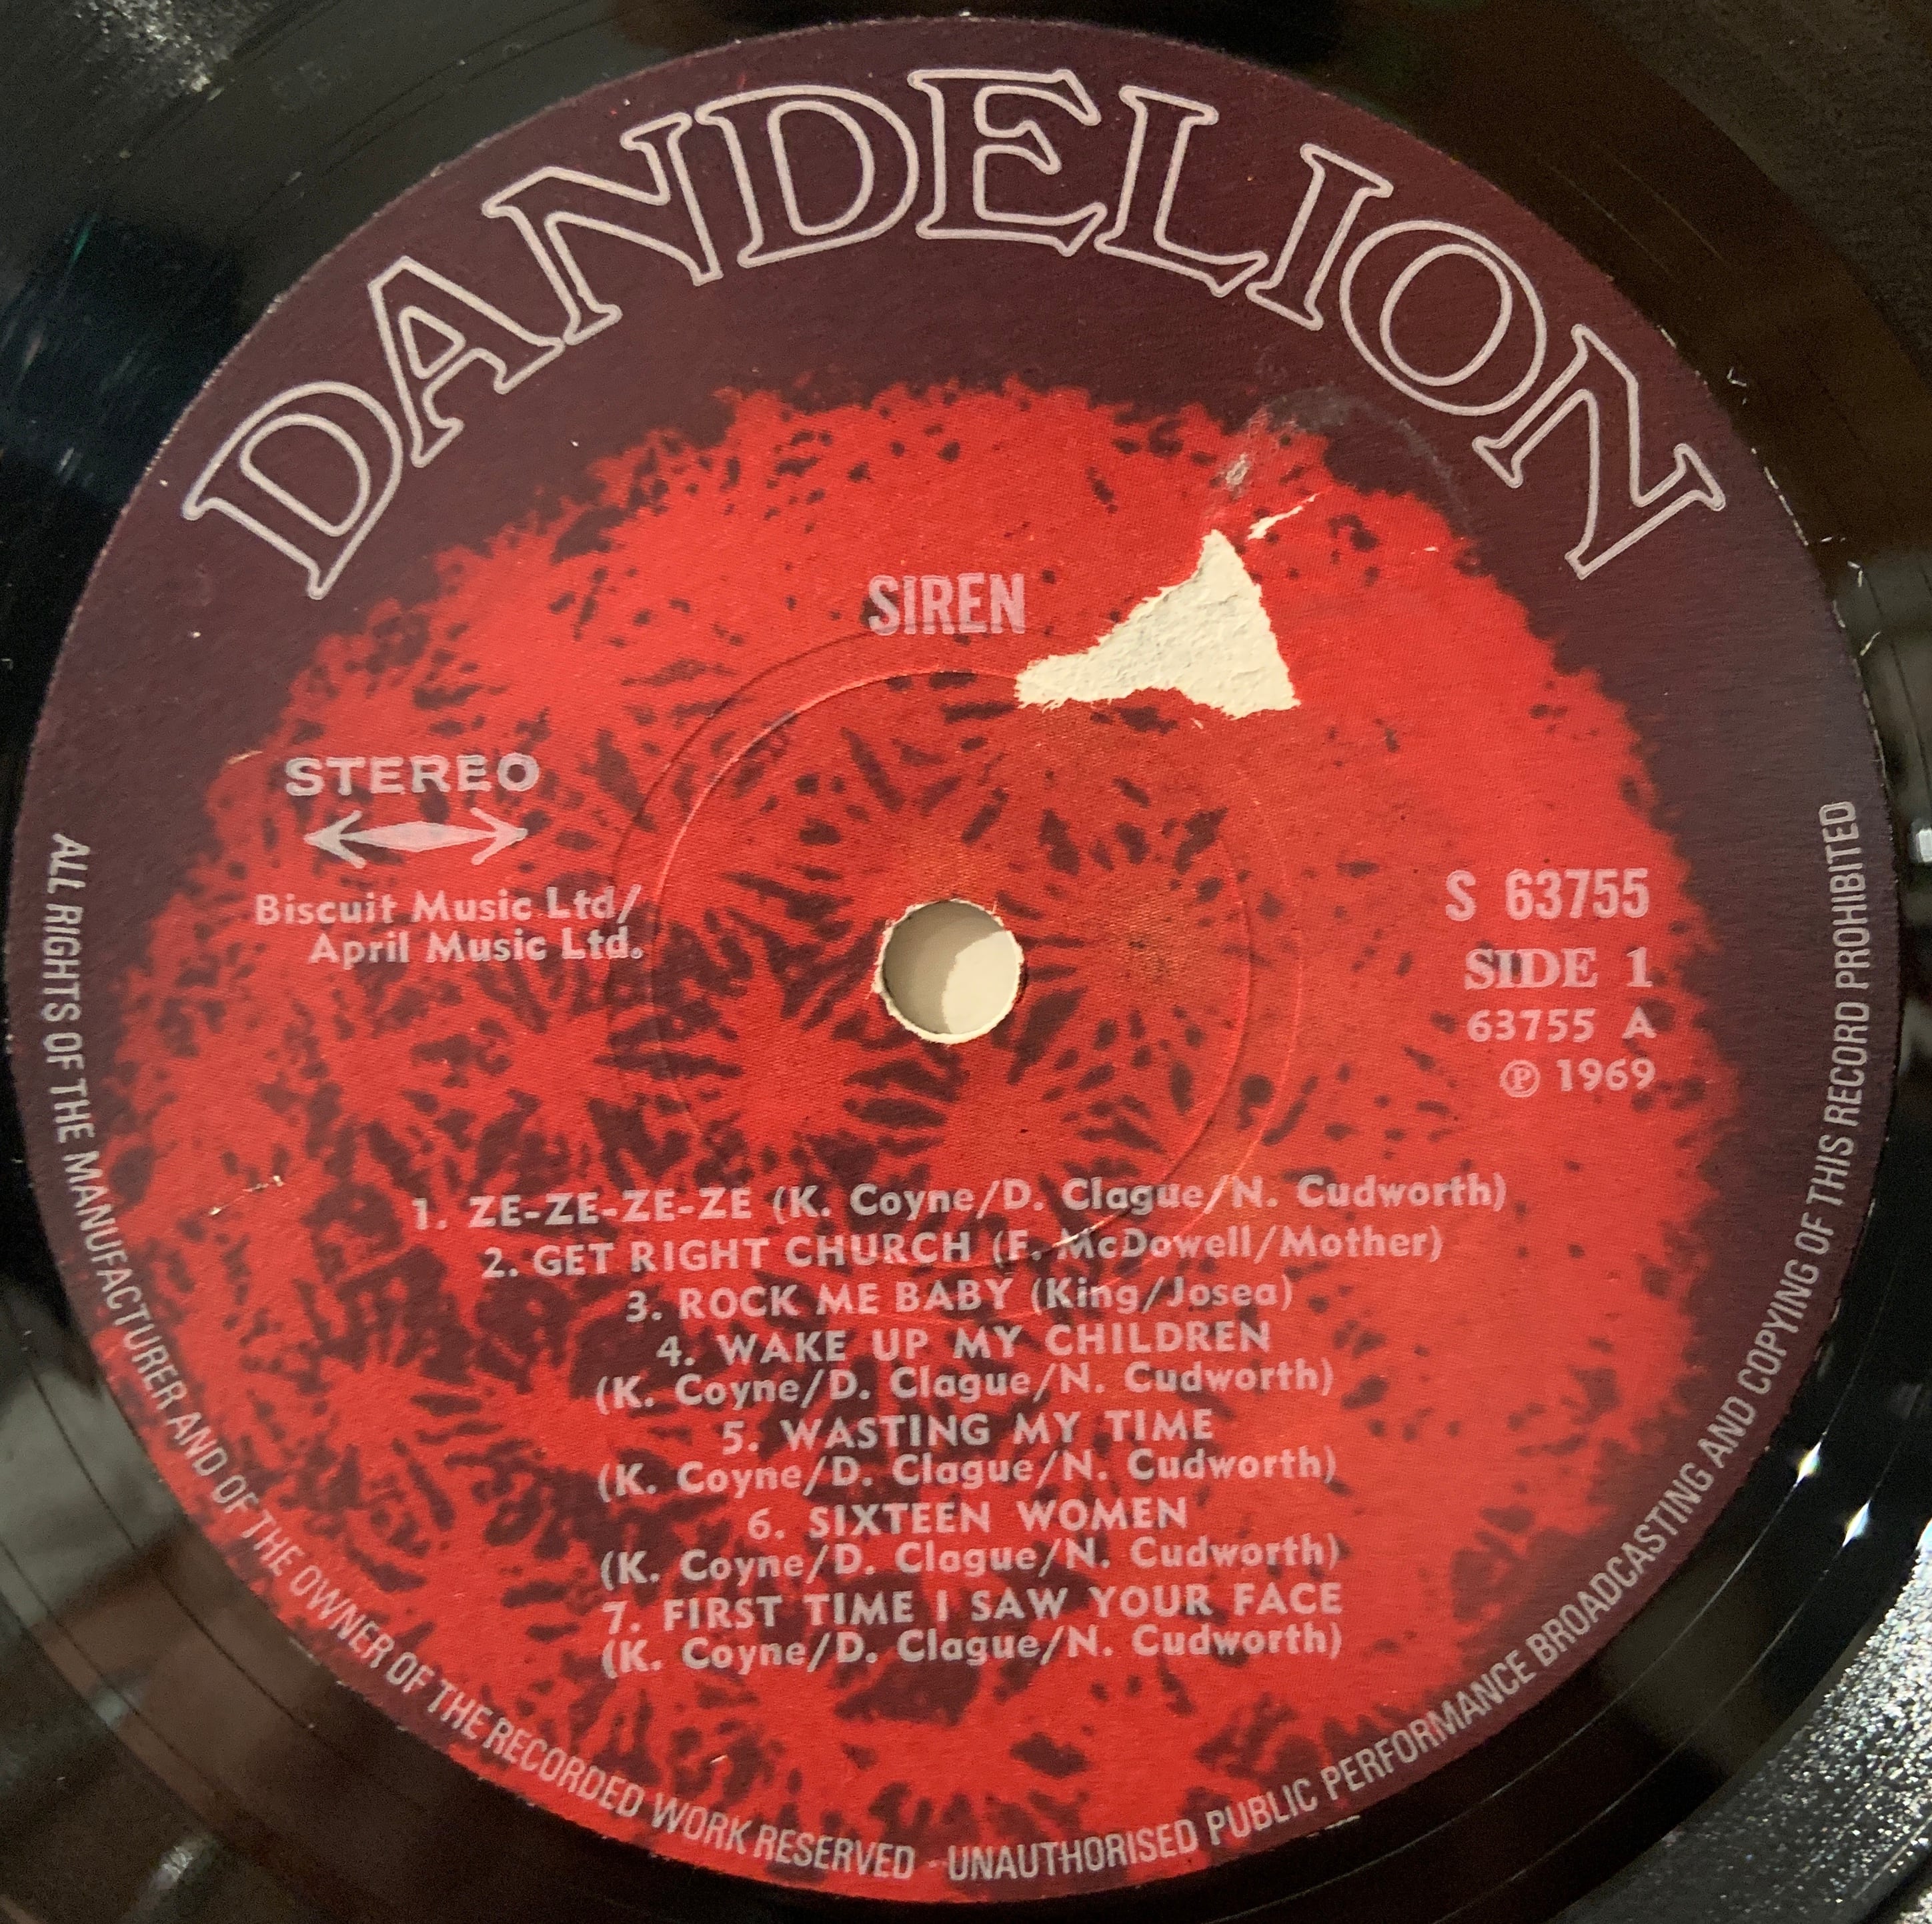 DANDELION
SIREN
STEREO
Biscuit Music Ltd/
April Music Ltd.
S 63755
SIDE 1
63755 A
℗ 1969
1. ZE-ZE-ZE-ZE (K. Coyne/D. Clague/N. Cudworth)
2. GET RIGHT CHURCH (F. McDowell/Mother)
3. ROCK ME BABY (King/Josea)
4. WAKE UP MY CHILDREN
(K. Coyne/D. Clague/N. Cudworth)
5. WASTING MY TIME
(K. Coyne/D. Clague/N. Cudworth)
6. SIXTEEN WOMEN
(K. Coyne/D. Clague/N. Cudworth)
7. FIRST TIME I SAW YOUR FACE
(K. Coyne/D. Clague/N. Cudworth)
ALL RIGHTS OF THE MANUFACTURER AND OF THE OWNER OF THE RECORDED WORK RESERVED · UNAUTHORISED PUBLIC PERFORMANCE BROADCASTING AND COPYING OF THIS RECORD PROHIBITED